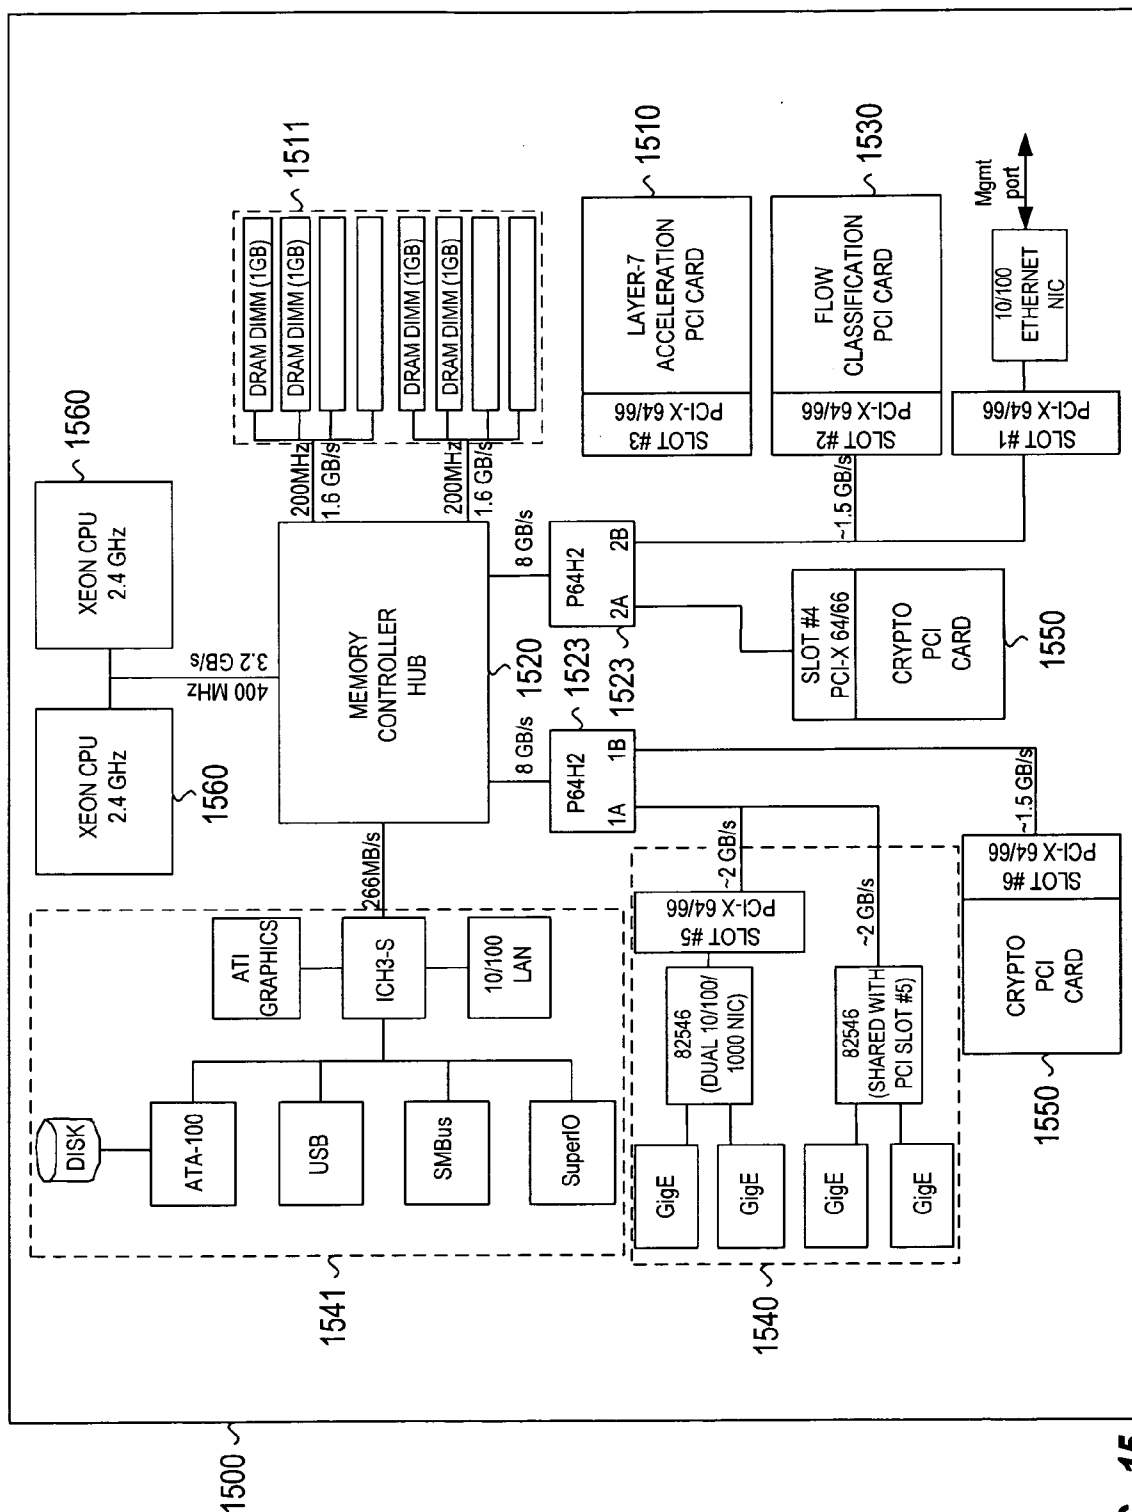 1500
1541
DISK
ATA-100
USB
SMBus
SuperIO
ATI
GRAPHICS
ICH3-S
10/100
LAN
266MB/s
XEON CPU
2.4 GHz
1560
XEON CPU
2.4 GHz
1560
400 MHz
3.2 GB/s
MEMORY
CONTROLLER
HUB
1520
200MHz
1.6 GB/s
200MHz
1.6 GB/s
DRAM DIMM (1GB)
DRAM DIMM (1GB)
DRAM DIMM (1GB)
DRAM DIMM (1GB)
1511
8 GB/s
P64H2
1A
1B
1523
8 GB/s
P64H2
2A
2B
1523
1540
GigE
GigE
GigE
GigE
82546
(DUAL 10/100/
1000 NIC)
82546
(SHARED WITH
PCI SLOT #5)
SLOT #5
PCI-X 64/66
~2 GB/s
~2 GB/s
CRYPTO
PCI
CARD
SLOT #6
PCI-X 64/66
~1.5 GB/s
1550
SLOT #4
PCI-X 64/66
CRYPTO
PCI
CARD
1550
SLOT #3
PCI-X 64/66
LAYER-7
ACCELERATION
PCI CARD
1510
~1.5 GB/s
SLOT #2
PCI-X 64/66
FLOW
CLASSIFICATION
PCI CARD
1530
SLOT #1
PCI-X 64/66
10/100
ETHERNET
NIC
Mgmt
port
15